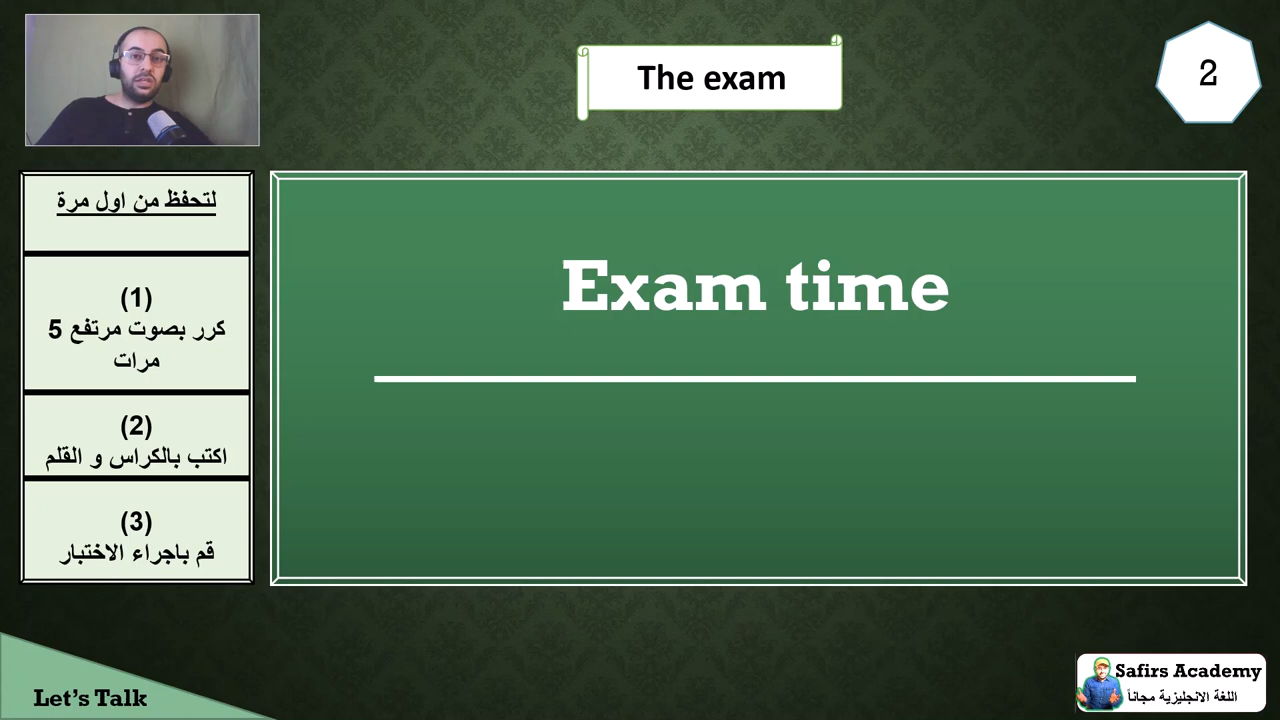 The exam
2
لتحفظ من اول مرة
(1)
كرر بصوت مرتفع 5
مرات
(2)
اكتب بالكراس و القلم
(3)
قم باجراء الاختبار
Exam time
Let's Talk
Safirs Academy
اللغة الانجليزية مجاناً